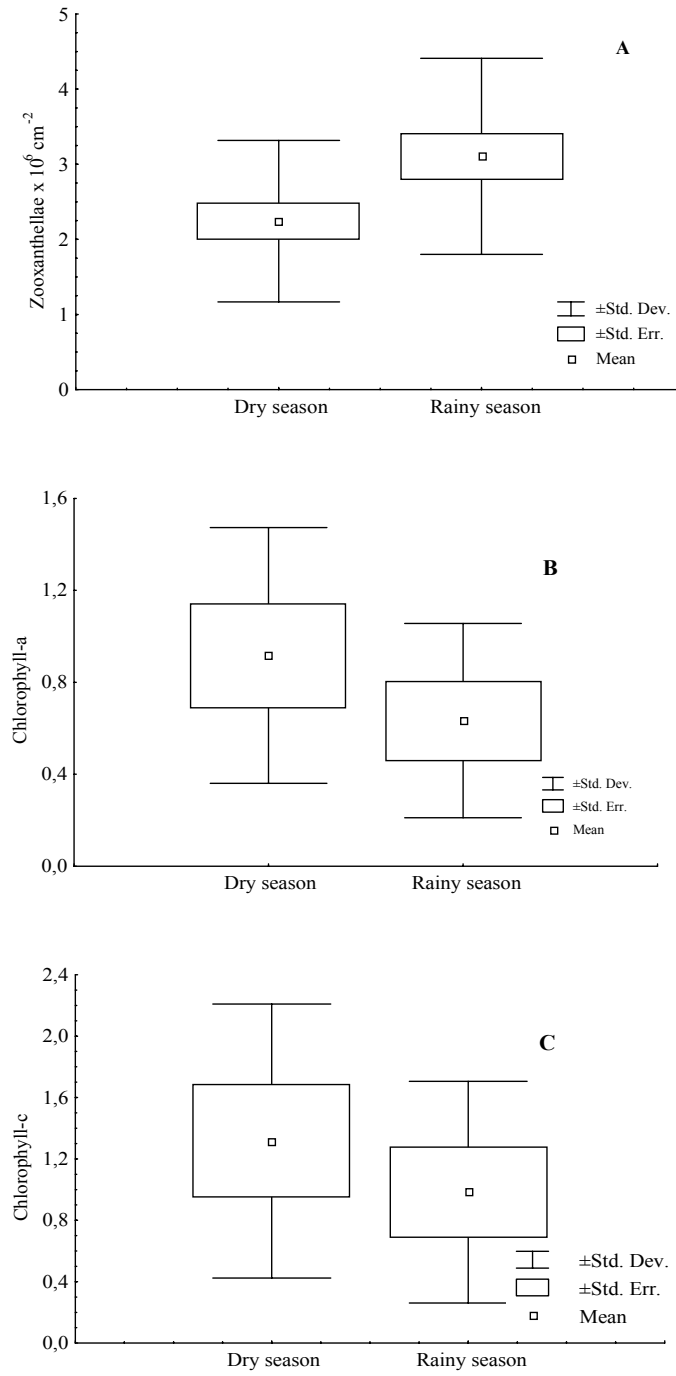 5
A
4
3
2
1
0
Zooxanthellae x 10⁶ cm⁻²
±Std. Dev.
±Std. Err.
Mean
Dry season Rainy season
1,6
B
1,2
0,8
0,4
0,0
Chlorophyll-a
±Std. Dev.
±Std. Err.
Mean
Dry season Rainy season
2,4
C
2,0
1,6
1,2
0,8
0,4
0,0
Chlorophyll-c
±Std. Dev.
±Std. Err.
Mean
Dry season Rainy season